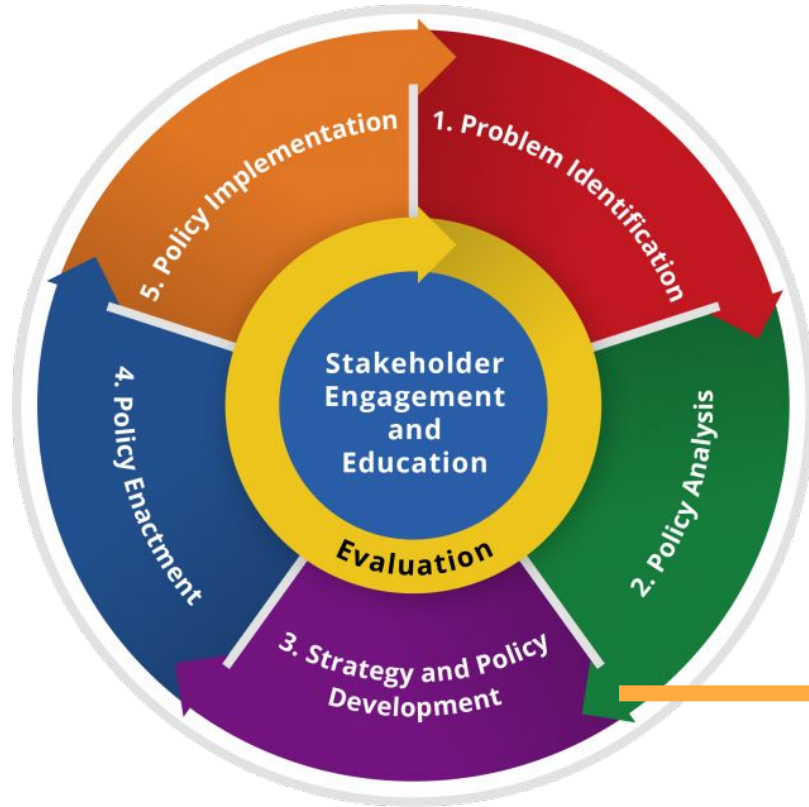 1. Problem Identification
2. Policy Analysis
3. Strategy and Policy
Development
4. Policy Enactment
5. Policy Implementation
Stakeholder
Engagement
and
Education
Evaluation